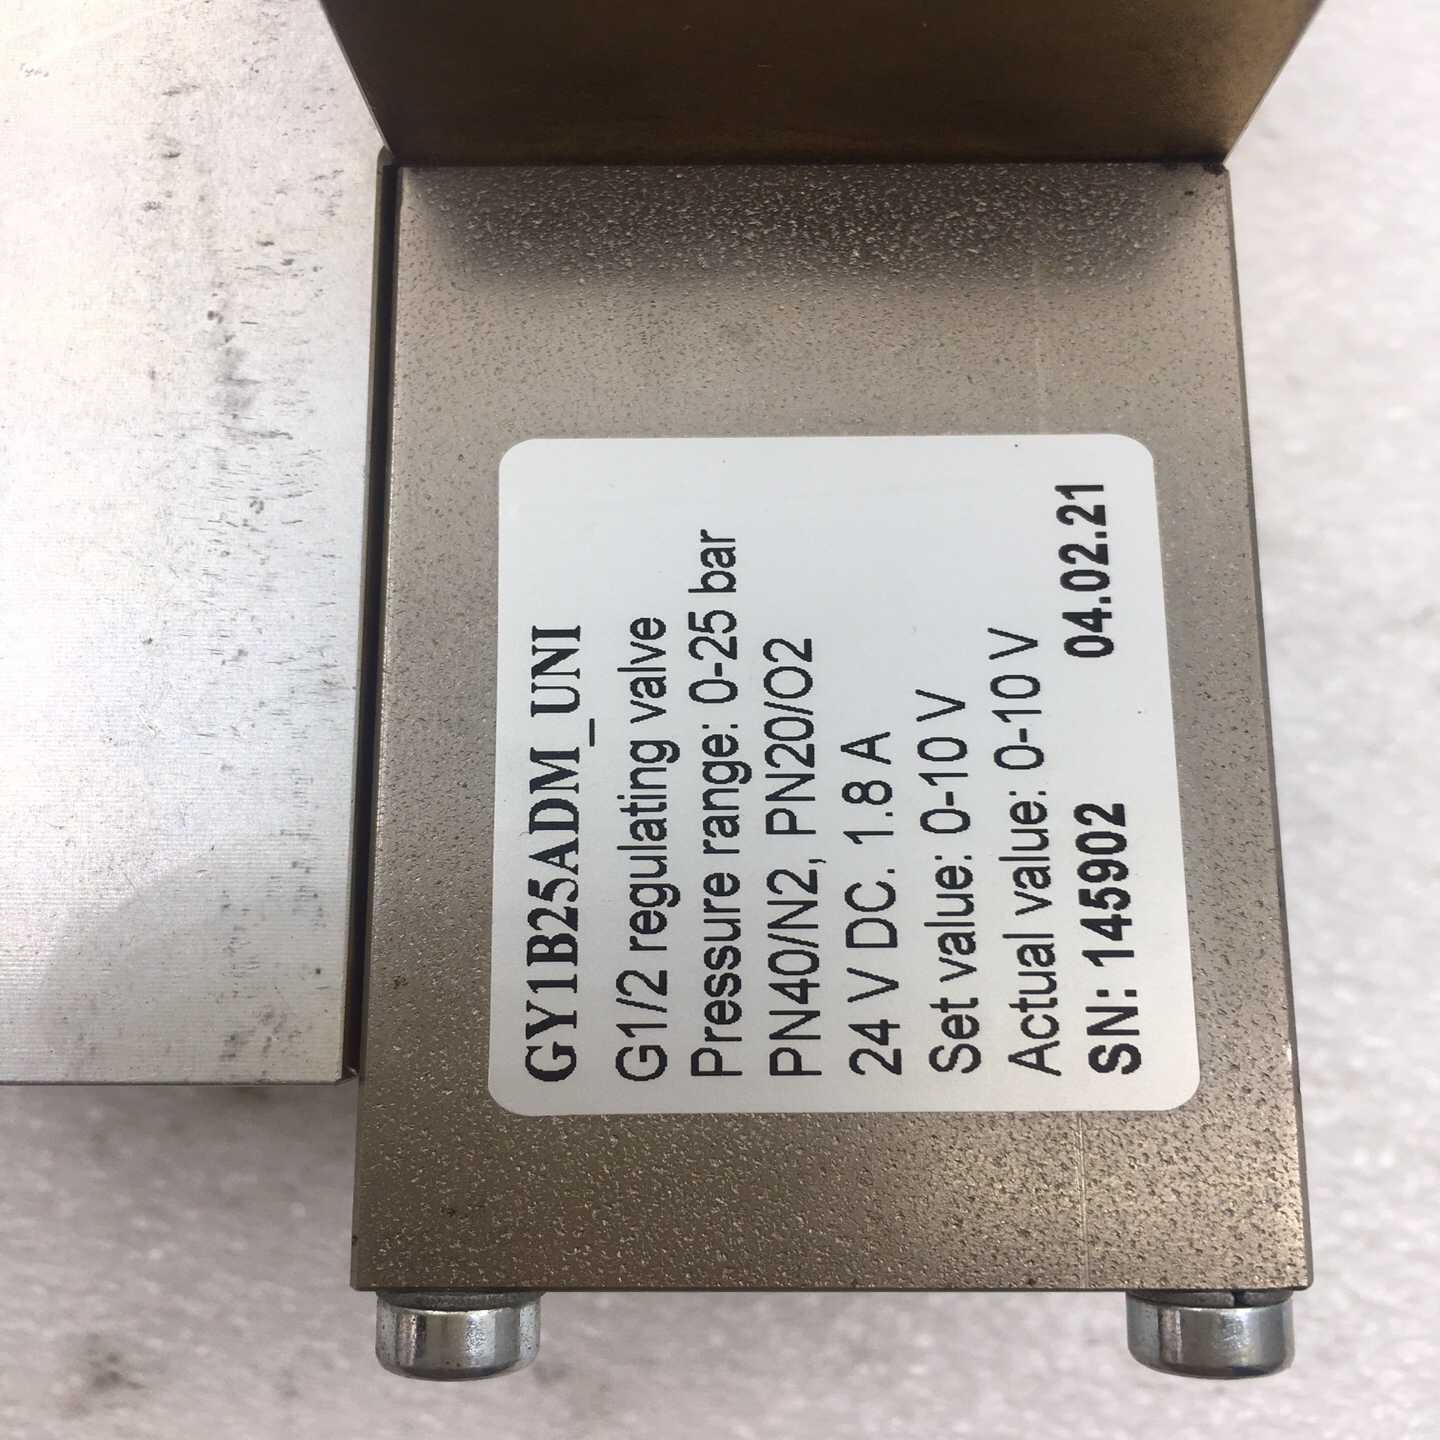 GY1B25ADM_UNI
G1/2 regulating valve
Pressure range: 0-25 bar
PN40/N2, PN20/O2
24 V DC. 1.8 A
Set value: 0-10 V
Actual value: 0-10 V
SN: 145902 04.02.21